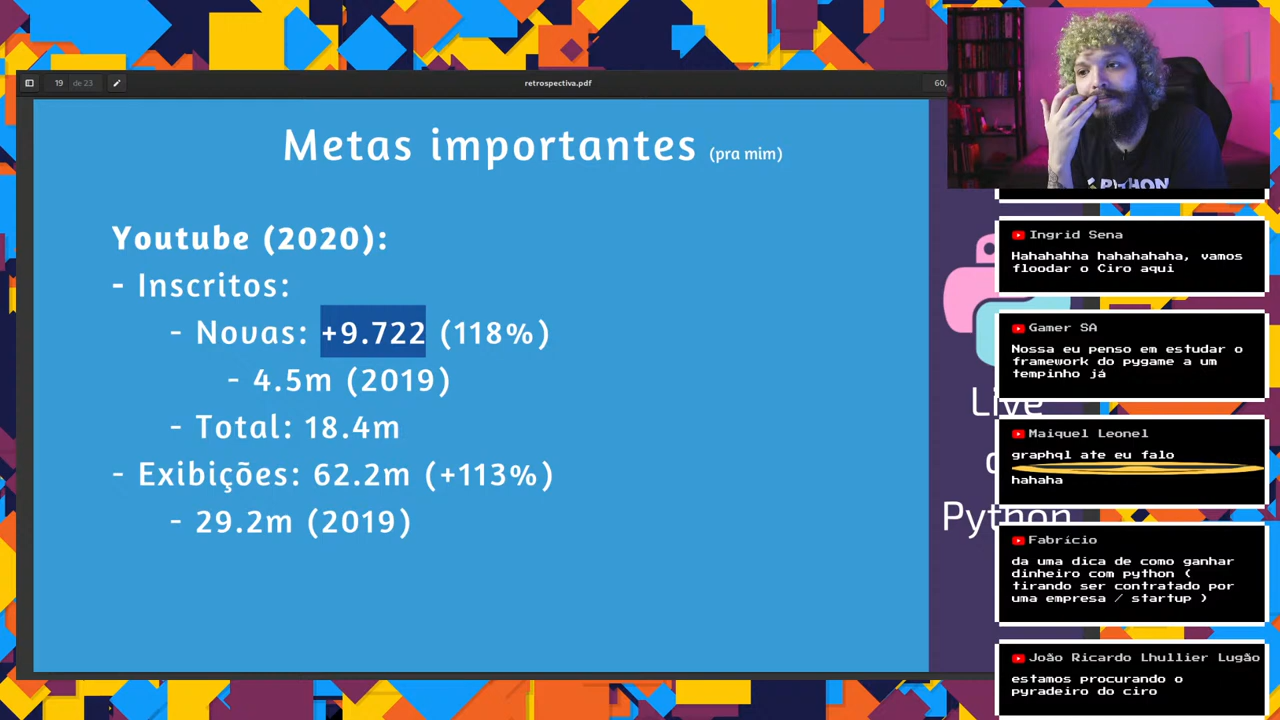 19 de 23
retrospectiva.pdf
60,
Metas importantes (pra mim)
Youtube (2020):
- Inscritos:
- Novas: +9.722 (118%)
- 4.5m (2019)
- Total: 18.4m
- Exibições: 62.2m (+113%)
- 29.2m (2019)
PYTHON
Live
d
Python
Ingrid Sena
Hahahahha hahahahaha, vamos
floodar o Ciro aqui
Gamer SA
Nossa eu penso em estudar o
framework do pygame a um
tempinho já
Maiquel Leonel
graphql ate eu falo
hahaha
Fabrício
da uma dica de como ganhar
dinheiro com python (
tirando ser contratado por
uma empresa / startup )
João Ricardo Lhullier Lugão
estamos procurando o
pyradeiro do ciro